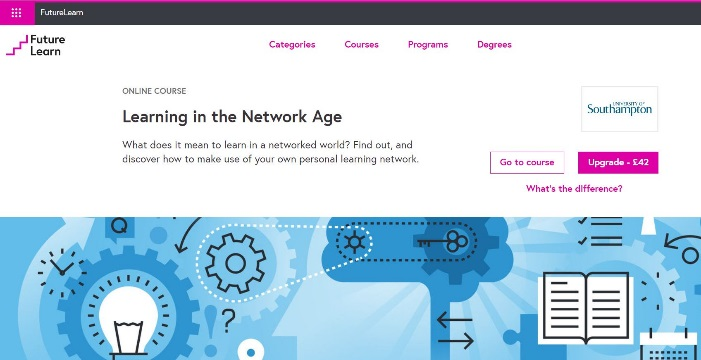 FutureLearn
Future
Learn
Categories
Courses
Programs
Degrees
ONLINE COURSE
Learning in the Network Age
What does it mean to learn in a networked world? Find out, and
discover how to make use of your own personal learning network.
UNIVERSITY OF
Southampton
Go to course
Upgrade - £42
What's the difference?
Q
?